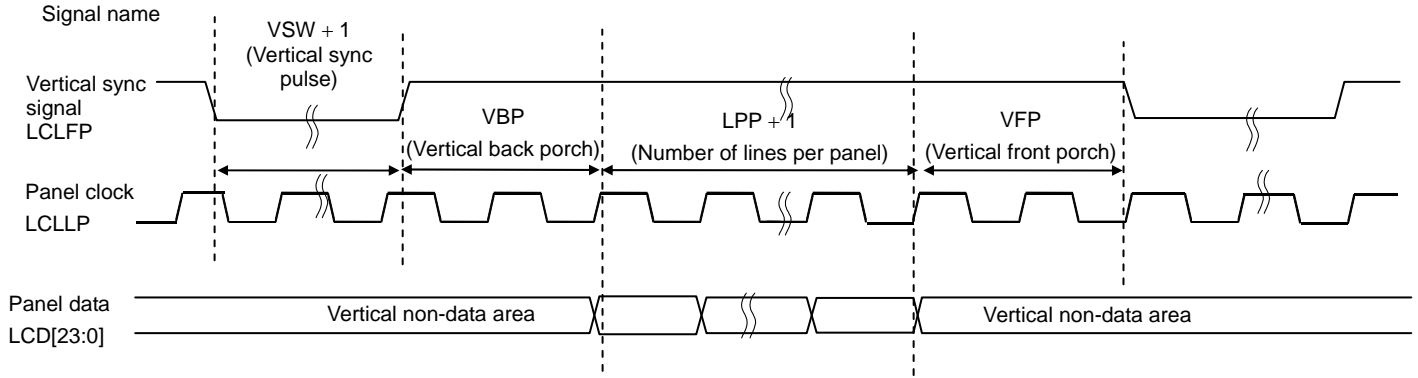 Signal name
VSW + 1
(Vertical sync
pulse)
Vertical sync
signal
LCLFP
VBP
(Vertical back porch)
LPP + 1
(Number of lines per panel)
VFP
(Vertical front porch)
Panel clock
LCLLP
Panel data
LCD[23:0]
Vertical non-data area
Vertical non-data area